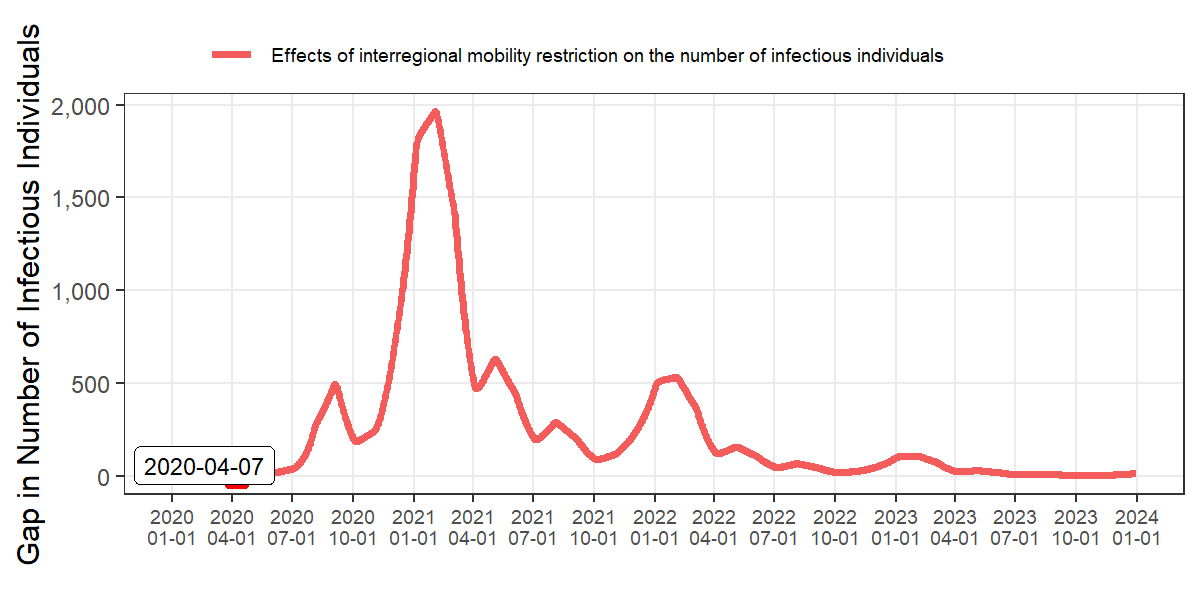 Effects of interregional mobility restriction on the number of infectious individuals
Gap in Number of Infectious Individuals
2,000
1,500
1,000
500
0
2020-04-07
2020 2020 2020 2020 2021 2021 2021 2021 2022 2022 2022 2022 2023 2023 2023 2023 2024
01-01 04-01 07-01 10-01 01-01 04-01 07-01 10-01 01-01 04-01 07-01 10-01 01-01 04-01 07-01 10-01 01-01